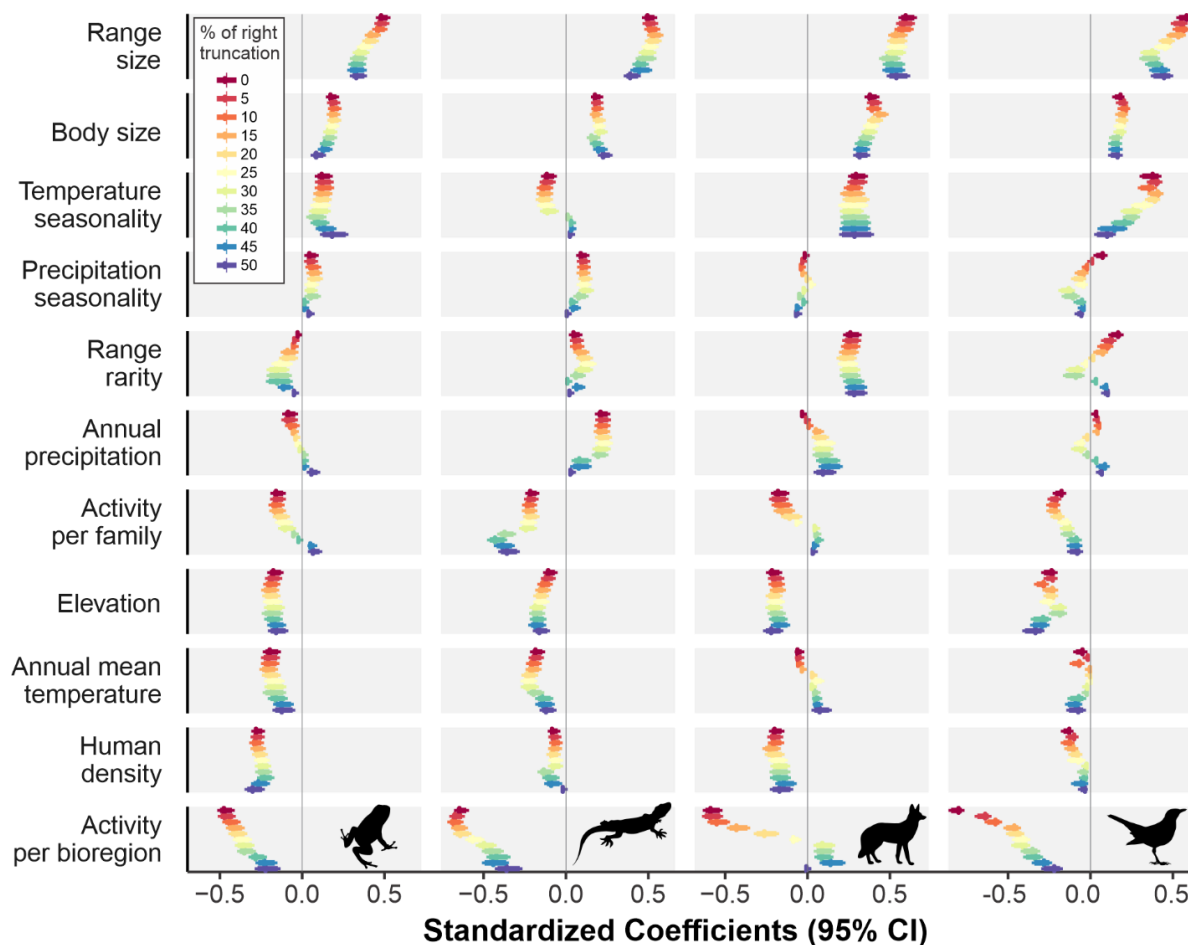 Range
size
Body size
Temperature
seasonality
Precipitation
seasonality
Range
rarity
Annual
precipitation
Activity
per family
Elevation
Annual mean
temperature
Human
density
Activity
per bioregion
% of right
truncation
0
5
10
15
20
25
30
35
40
45
50
−0.5 0.0 0.5 −0.5 0.0 0.5 −0.5 0.0 0.5 -0.5 0.0 0.5
Standardized Coefficients (95% CI)